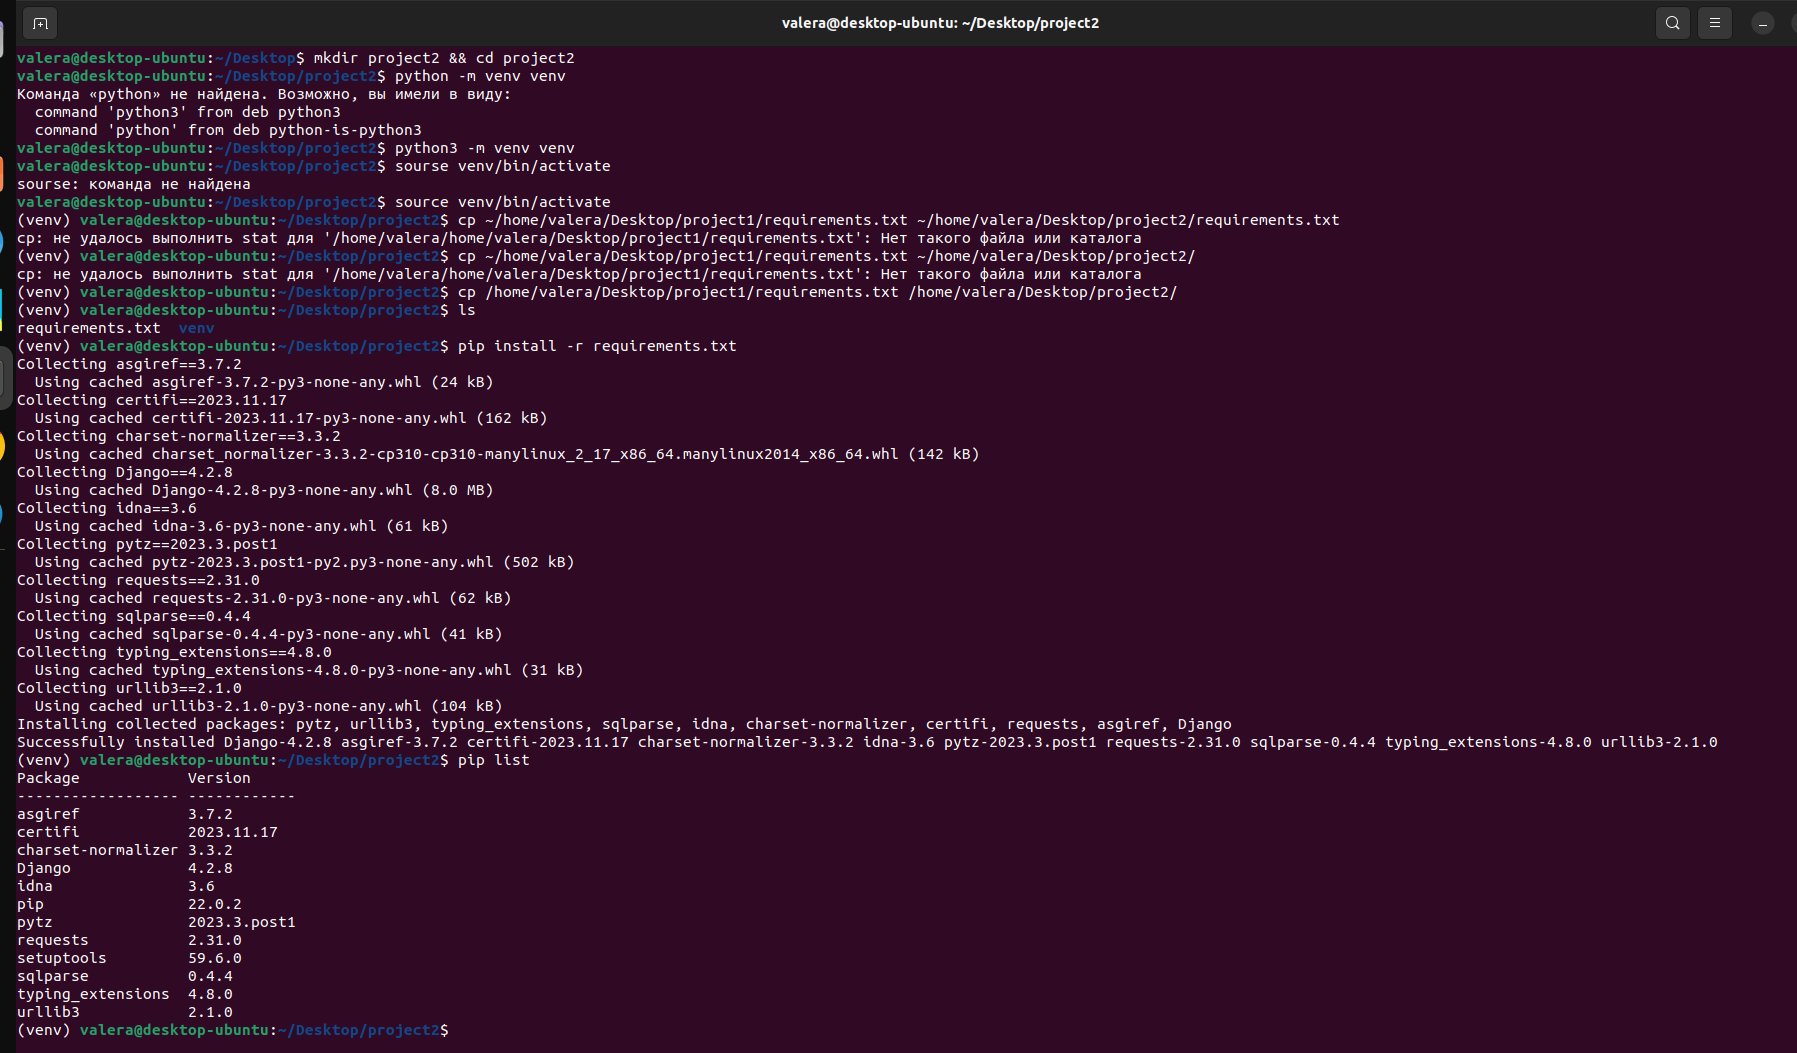 valera@desktop-ubuntu: ~/Desktop/project2
valera@desktop-ubuntu:~/Desktop$ mkdir project2 && cd project2
valera@desktop-ubuntu:~/Desktop/project2$ python -m venv venv
Команда «python» не найдена. Возможно, вы имели в виду:
  command 'python3' from deb python3
  command 'python' from deb python-is-python3
valera@desktop-ubuntu:~/Desktop/project2$ python3 -m venv venv
valera@desktop-ubuntu:~/Desktop/project2$ sourse venv/bin/activate
sourse: команда не найдена
valera@desktop-ubuntu:~/Desktop/project2$ source venv/bin/activate
(venv) valera@desktop-ubuntu:~/Desktop/project2$ cp ~/home/valera/Desktop/project1/requirements.txt ~/home/valera/Desktop/project2/requirements.txt
cp: не удалось выполнить stat для '/home/valera/home/valera/Desktop/project1/requirements.txt': Нет такого файла или каталога
(venv) valera@desktop-ubuntu:~/Desktop/project2$ cp ~/home/valera/Desktop/project1/requirements.txt ~/home/valera/Desktop/project2/
cp: не удалось выполнить stat для '/home/valera/home/valera/Desktop/project1/requirements.txt': Нет такого файла или каталога
(venv) valera@desktop-ubuntu:~/Desktop/project2$ cp /home/valera/Desktop/project1/requirements.txt /home/valera/Desktop/project2/
(venv) valera@desktop-ubuntu:~/Desktop/project2$ ls
requirements.txt  venv
(venv) valera@desktop-ubuntu:~/Desktop/project2$ pip install -r requirements.txt
Collecting asgiref==3.7.2
  Using cached asgiref-3.7.2-py3-none-any.whl (24 kB)
Collecting certifi==2023.11.17
  Using cached certifi-2023.11.17-py3-none-any.whl (162 kB)
Collecting charset-normalizer==3.3.2
  Using cached charset_normalizer-3.3.2-cp310-cp310-manylinux_2_17_x86_64.manylinux2014_x86_64.whl (142 kB)
Collecting Django==4.2.8
  Using cached Django-4.2.8-py3-none-any.whl (8.0 MB)
Collecting idna==3.6
  Using cached idna-3.6-py3-none-any.whl (61 kB)
Collecting pytz==2023.3.post1
  Using cached pytz-2023.3.post1-py2.py3-none-any.whl (502 kB)
Collecting requests==2.31.0
  Using cached requests-2.31.0-py3-none-any.whl (62 kB)
Collecting sqlparse==0.4.4
  Using cached sqlparse-0.4.4-py3-none-any.whl (41 kB)
Collecting typing_extensions==4.8.0
  Using cached typing_extensions-4.8.0-py3-none-any.whl (31 kB)
Collecting urllib3==2.1.0
  Using cached urllib3-2.1.0-py3-none-any.whl (104 kB)
Installing collected packages: pytz, urllib3, typing_extensions, sqlparse, idna, charset-normalizer, certifi, requests, asgiref, Django
Successfully installed Django-4.2.8 asgiref-3.7.2 certifi-2023.11.17 charset-normalizer-3.3.2 idna-3.6 pytz-2023.3.post1 requests-2.31.0 sqlparse-0.4.4 typing_extensions-4.8.0 urllib3-2.1.0
(venv) valera@desktop-ubuntu:~/Desktop/project2$ pip list
Package            Version
------------------ ------------
asgiref            3.7.2
certifi            2023.11.17
charset-normalizer 3.3.2
Django             4.2.8
idna               3.6
pip                22.0.2
pytz               2023.3.post1
requests           2.31.0
setuptools         59.6.0
sqlparse           0.4.4
typing_extensions  4.8.0
urllib3            2.1.0
(venv) valera@desktop-ubuntu:~/Desktop/project2$